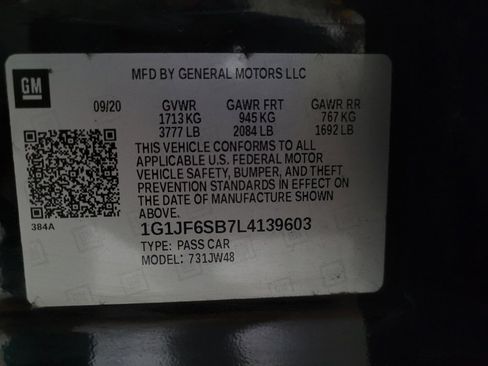 GM
MFD BY GENERAL MOTORS LLC
09/20 GVWR GAWR FRT GAWR RR
1713 KG 945 KG 767 KG
3777 LB 2084 LB 1692 LB
THIS VEHICLE CONFORMS TO ALL
APPLICABLE U.S. FEDERAL MOTOR
VEHICLE SAFETY, BUMPER, AND THEFT
PREVENTION STANDARDS IN EFFECT ON
THE DATE OF MANUFACTURE SHOWN
ABOVE.
384A
1G1JF6SB7L4139603
TYPE: PASS CAR
MODEL: 731JW48